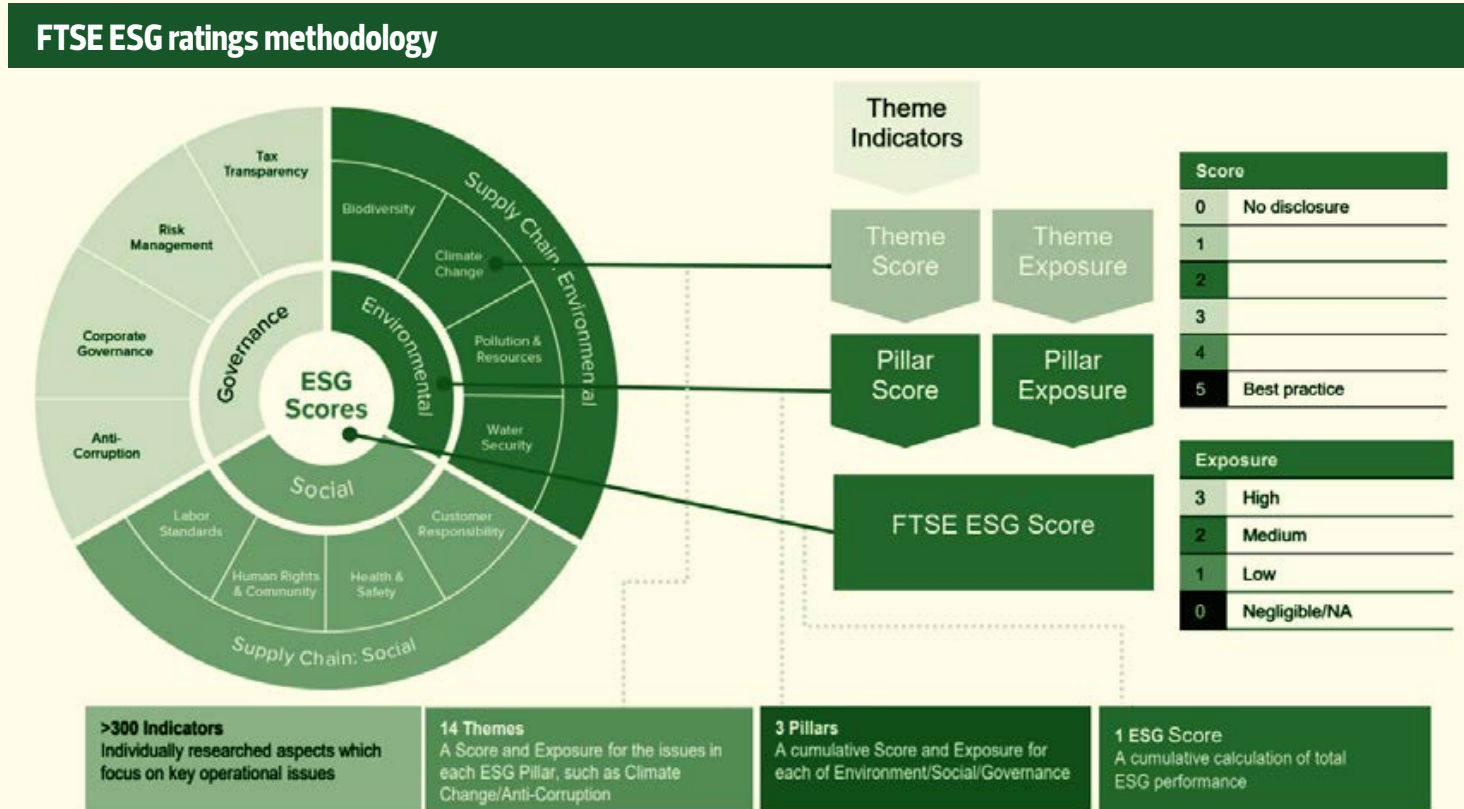 FTSE ESG ratings methodology
Tax
Transparency
Risk
Management
Corporate
Governance
Anti-
Corruption
Governance
Biodiversity
Climate
Change
Pollution &
Resources
Water
Security
Environmental
Supply Chain: Environmental
ESG
Scores
Social
Labor
Standards
Human Rights
& Community
Health &
Safety
Customer
Responsibility
Supply Chain: Social
Theme
Indicators
Theme
Score
Theme
Exposure
Pillar
Score
Pillar
Exposure
FTSE ESG Score
Score
0 No disclosure
1
2
3
4
5 Best practice
Exposure
3 High
2 Medium
1 Low
0 Negligible/NA
>300 Indicators
Individually researched aspects which
focus on key operational issues
14 Themes
A Score and Exposure for the issues in
each ESG Pillar, such as Climate
Change/Anti-Corruption
3 Pillars
A cumulative Score and Exposure for
each of Environment/Social/Governance
1 ESG Score
A cumulative calculation of total
ESG performance